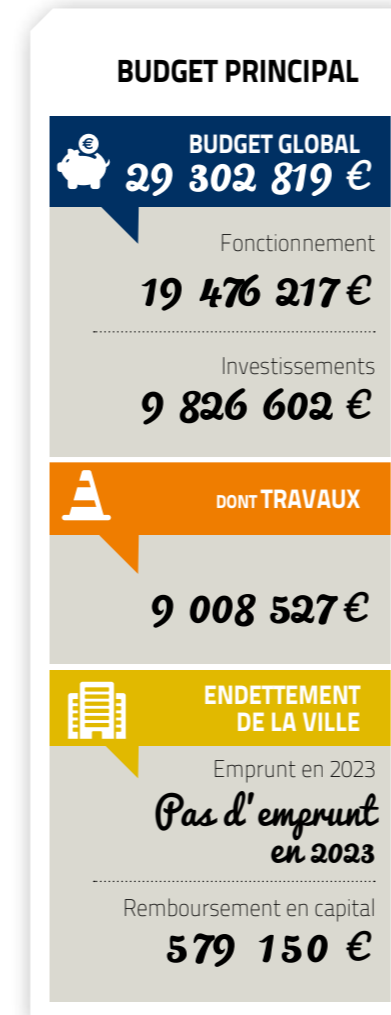 BUDGET PRINCIPAL
BUDGET GLOBAL
29 302 819 €
Fonctionnement
19 476 217 €
Investissements
9 826 602 €
DONT TRAVAUX
9 008 527 €
ENDETTEMENT
DE LA VILLE
Emprunt en 2023
Pas d'emprunt
en 2023
Remboursement en capital
579 150 €